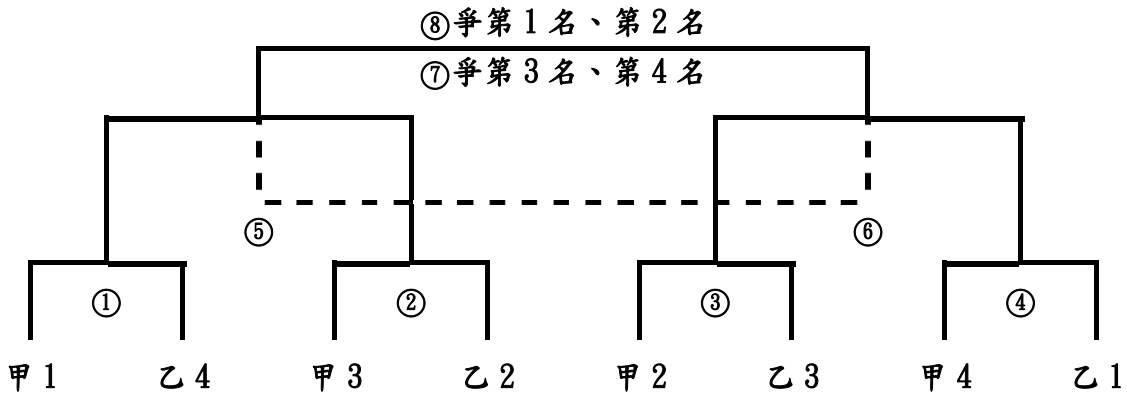 ⑧爭第1名、第2名
⑦爭第3名、第4名
⑤ ⑥
① ② ③ ④
甲1 乙4 甲3 乙2 甲2 乙3 甲4 乙1